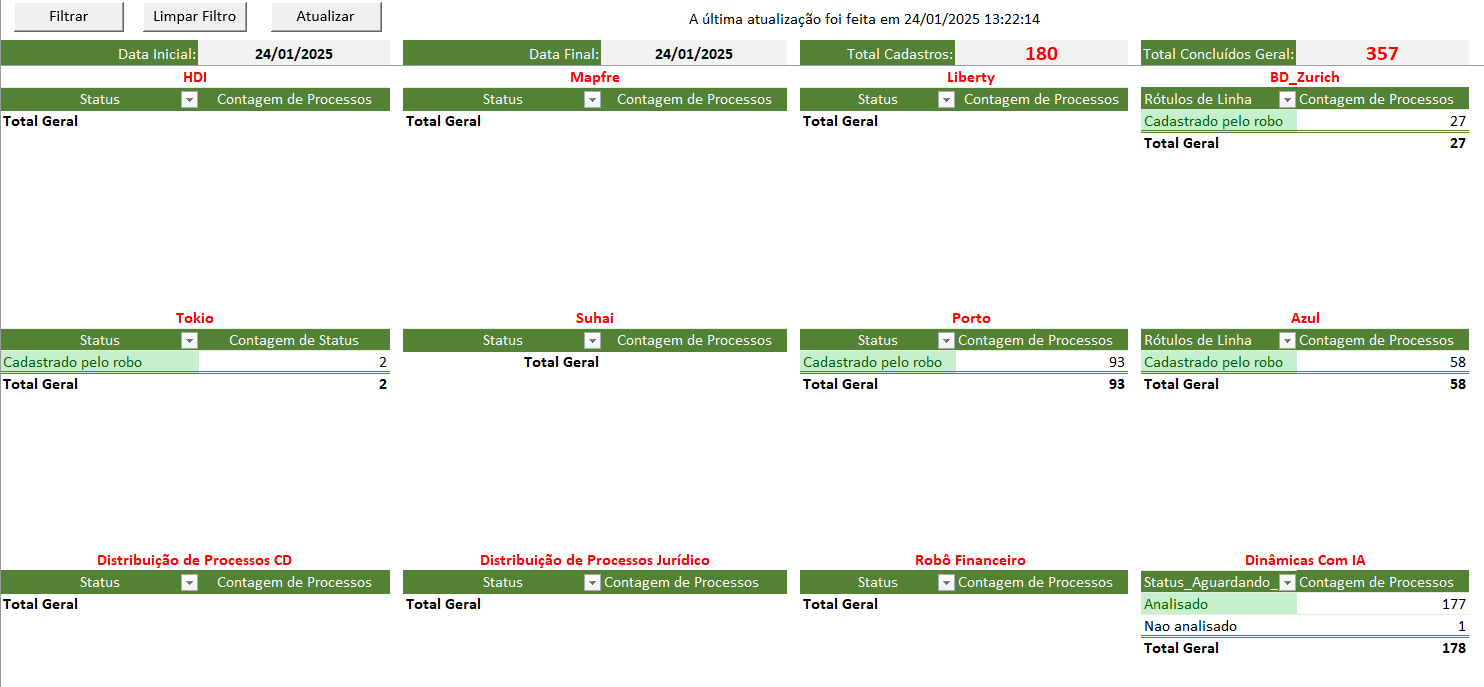 Filtrar Limpar Filtro Atualizar A última atualização foi feita em 24/01/2025 13:22:14
Data Inicial: 24/01/2025 Data Final: 24/01/2025 Total Cadastros: 180 Total Concluídos Geral: 357
HDI Mapfre Liberty BD_Zurich
Status Contagem de Processos Status Contagem de Processos Status Contagem de Processos Rótulos de Linha Contagem de Processos
Total Geral Total Geral Total Geral Cadastrado pelo robo 27
Total Geral 27
Tokio Suhai Porto Azul
Status Contagem de Status Status Contagem de Processos Status Contagem de Processos Rótulos de Linha Contagem de Processos
Cadastrado pelo robo 2 Total Geral Cadastrado pelo robo 93 Cadastrado pelo robo 58
Total Geral 2 Total Geral 93 Total Geral 58
Distribuição de Processos CD Distribuição de Processos Jurídico Robô Financeiro Dinâmicas Com IA
Status Contagem de Processos Status Contagem de Processos Status Contagem de Processos Status_Aguardando_ Contagem de Processos
Total Geral Total Geral Total Geral Analisado 177
Nao analisado 1
Total Geral 178